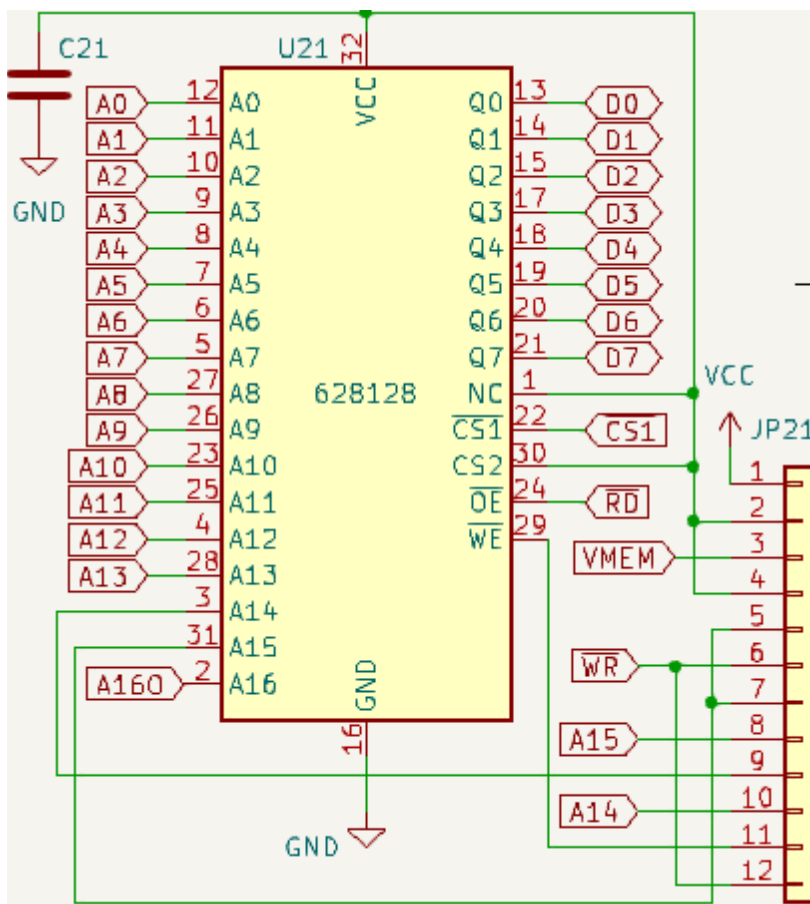 C21
U21
32
VCC
A0 12 A0 Q0 13 D0
A1 11 A1 Q1 14 D1
A2 10 A2 Q2 15 D2
GND A3 9 A3 Q3 17 D3
A4 8 A4 Q4 18 D4
A5 7 A5 Q5 19 D5
A6 6 A6 Q6 20 D6
A7 5 A7 Q7 21 D7
VCC
A8 27 A8 628128 NC 1
A9 26 A9 CS1 22 CS1 JP21
A10 23 A10 CS2 30 1
A11 25 A11 OE 24 RD 2
A12 4 A12 WE 29 VMEM 3
A13 28 A13 4
3 A14 5
31 A15 WR 6
A160 2 A16 GND 7
16 A15 8
9
A14 10
GND 11
12